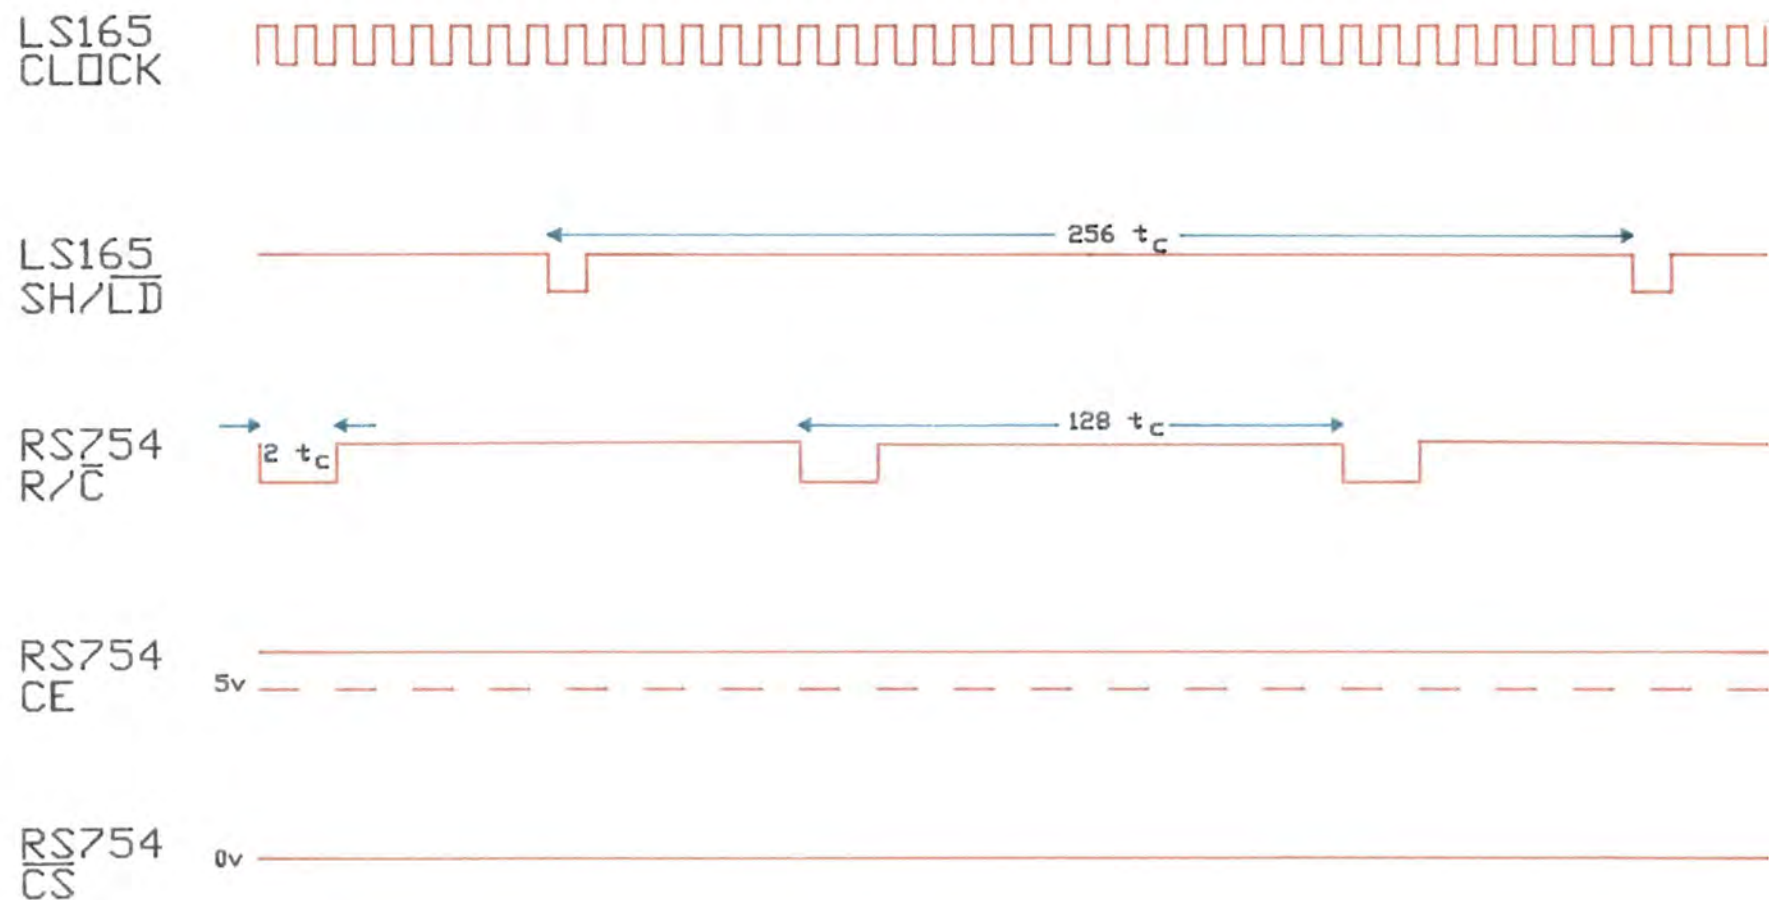 LS165
CLOCK
256 tc
LS165
SH/LD
128 tc
RS754
R/C
2 tc
RS754
CE
5v
RS754
CS
0v